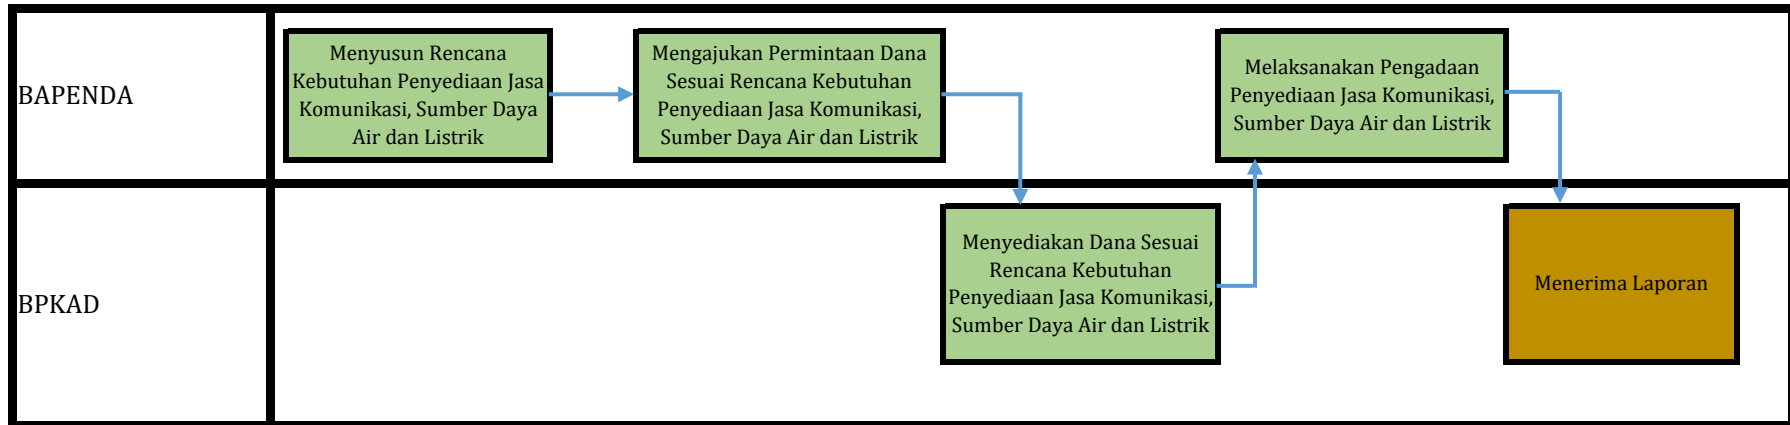 BAPENDA
Menyusun Rencana
Kebutuhan Penyediaan Jasa
Komunikasi, Sumber Daya
Air dan Listrik
Mengajukan Permintaan Dana
Sesuai Rencana Kebutuhan
Penyediaan Jasa Komunikasi,
Sumber Daya Air dan Listrik
Melaksanakan Pengadaan
Penyediaan Jasa Komunikasi,
Sumber Daya Air dan Listrik
BPKAD
Menyediakan Dana Sesuai
Rencana Kebutuhan
Penyediaan Jasa Komunikasi,
Sumber Daya Air dan Listrik
Menerima Laporan